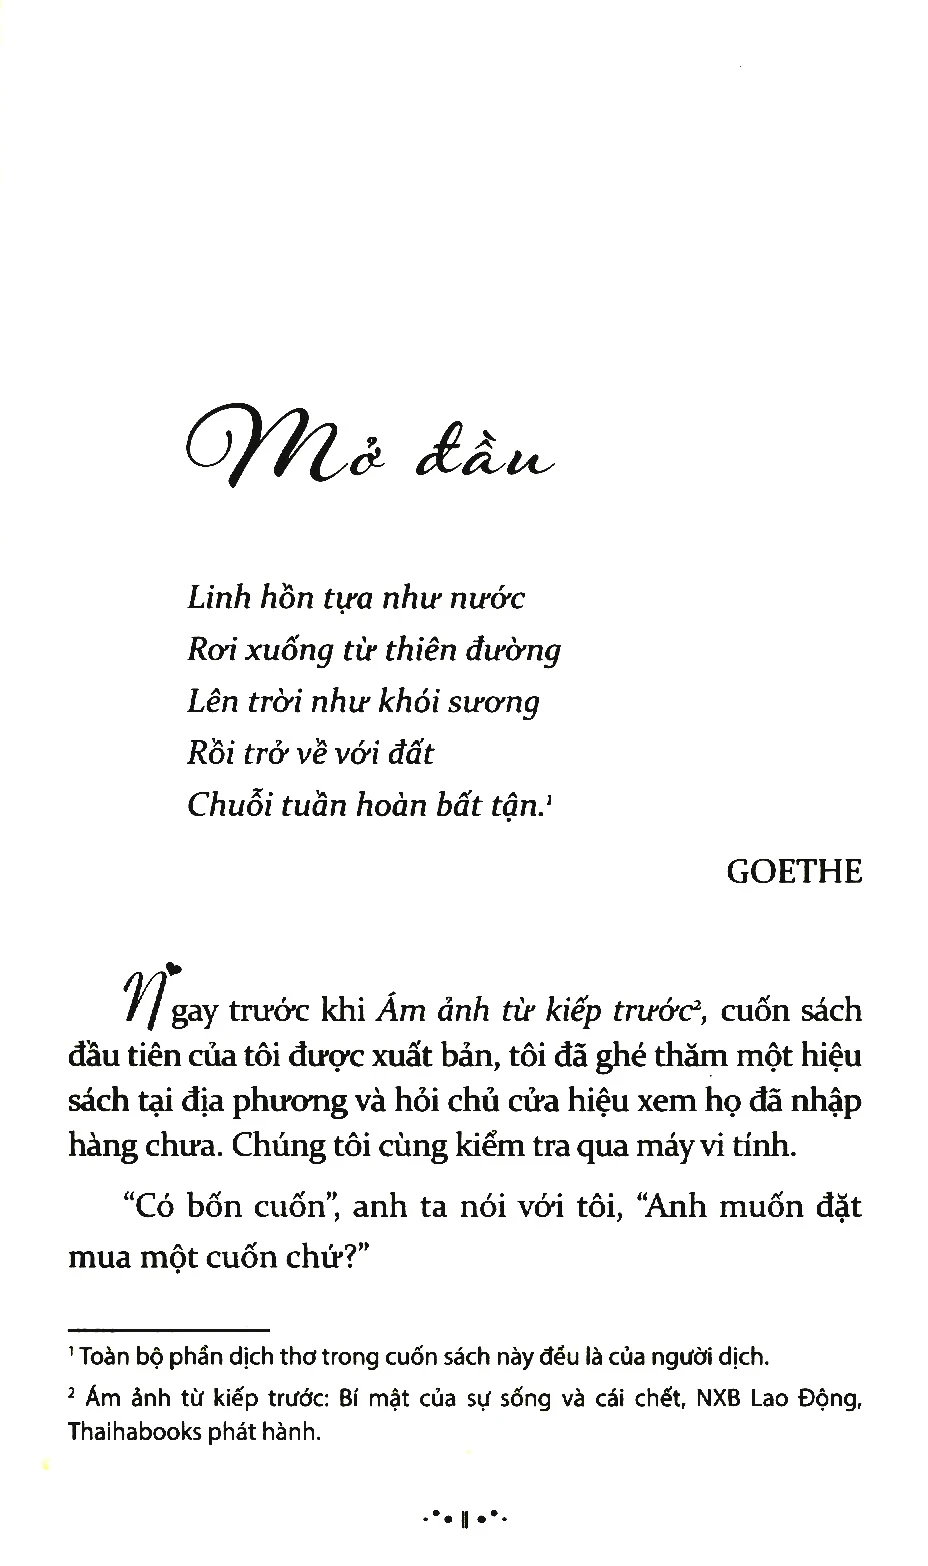 Mở đầu
Linh hồn tựa như nước
Rơi xuống từ thiên đường
Lên trời như khói sương
Rồi trở về với đất
Chuỗi tuần hoàn bất tận.¹
GOETHE
Ngay trước khi Ám ảnh từ kiếp trước², cuốn sách
đầu tiên của tôi được xuất bản, tôi đã ghé thăm một hiệu
sách tại địa phương và hỏi chủ cửa hiệu xem họ đã nhập
hàng chưa. Chúng tôi cùng kiểm tra qua máy vi tính.
“Có bốn cuốn”, anh ta nói với tôi, “Anh muốn đặt
mua một cuốn chứ?”
¹ Toàn bộ phần dịch thơ trong cuốn sách này đều là của người dịch.
² Ám ảnh từ kiếp trước: Bí mật của sự sống và cái chết, NXB Lao Động,
Thaihabooks phát hành.
11